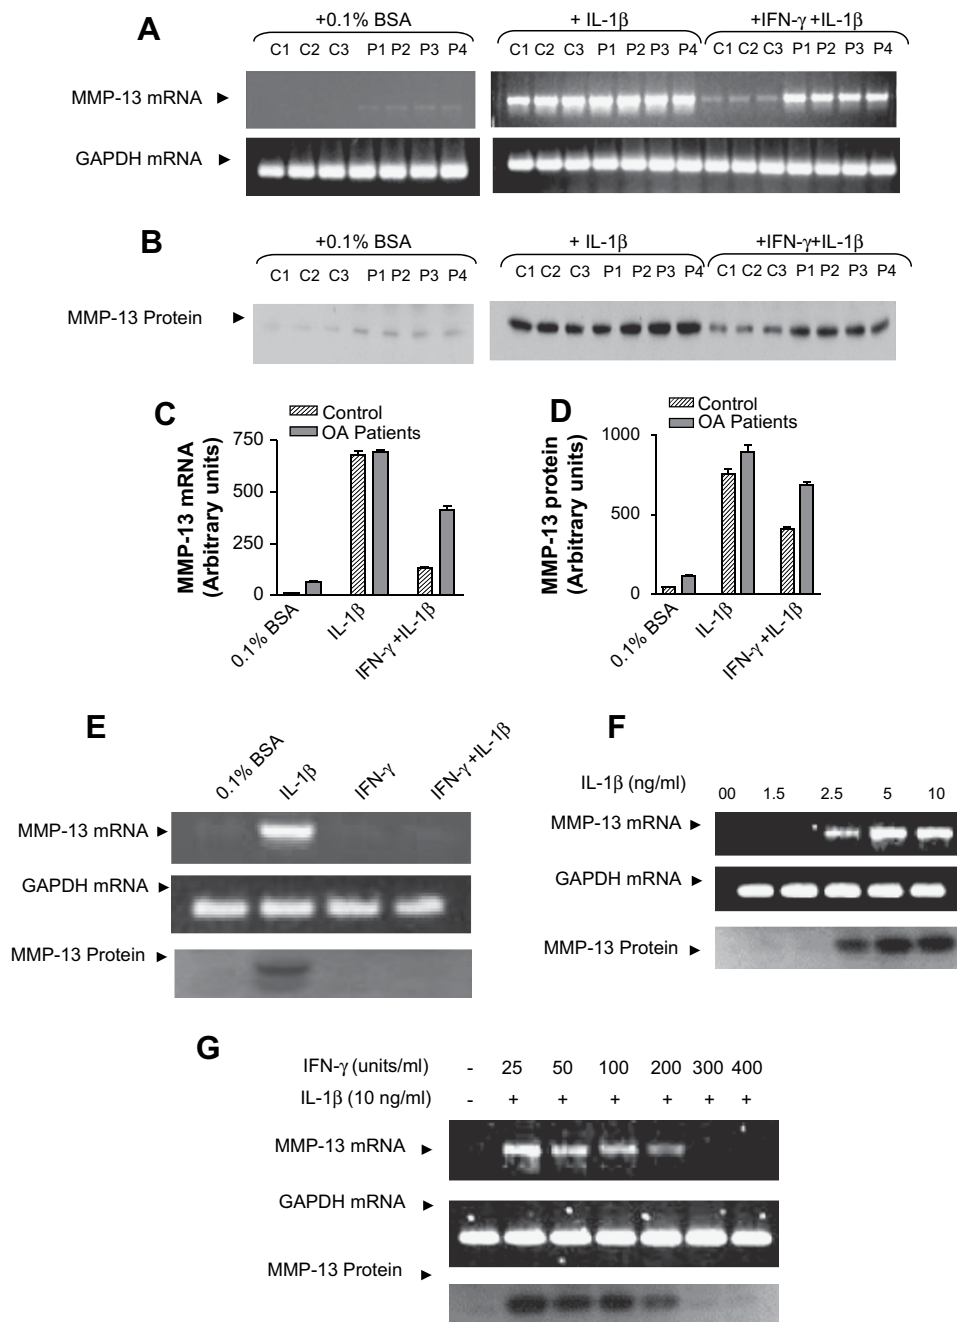 A
+0.1% BSA + IL-1β +IFN-γ +IL-1β
C1 C2 C3 P1 P2 P3 P4 C1 C2 C3 P1 P2 P3 P4 C1 C2 C3 P1 P2 P3 P4
MMP-13 mRNA
GAPDH mRNA
B
+0.1% BSA + IL-1β +IFN-γ+IL-1β
C1 C2 C3 P1 P2 P3 P4 C1 C2 C3 P1 P2 P3 P4 C1 C2 C3 P1 P2 P3 P4
MMP-13 Protein
C
Control
OA Patients
MMP-13 mRNA
(Arbitrary units)
750
500
250
0
0.1% BSA
IL-1β
IFN-γ +IL-1β
D
Control
OA Patients
MMP-13 protein
(Arbitrary units)
1000
500
0
0.1% BSA
IL-1β
IFN-γ +IL-1β
E
0.1% BSA
IL-1β
IFN-γ
IFN-γ +IL-1β
MMP-13 mRNA
GAPDH mRNA
MMP-13 Protein
F
IL-1β (ng/ml) 00 1.5 2.5 5 10
MMP-13 mRNA
GAPDH mRNA
MMP-13 Protein
G
IFN-γ (units/ml) - 25 50 100 200 300 400
IL-1β (10 ng/ml) - + + + + + +
MMP-13 mRNA
GAPDH mRNA
MMP-13 Protein